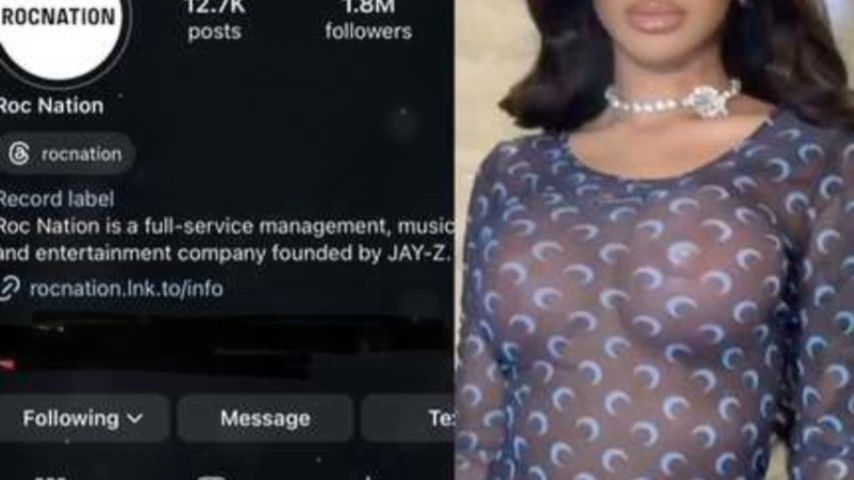 ROCNATION
12.7K
posts
1.8M
followers
Roc Nation
rocnation
Record label
Roc Nation is a full-service management, music
and entertainment company founded by JAY-Z.
rocnation.lnk.to/info
Following
Message